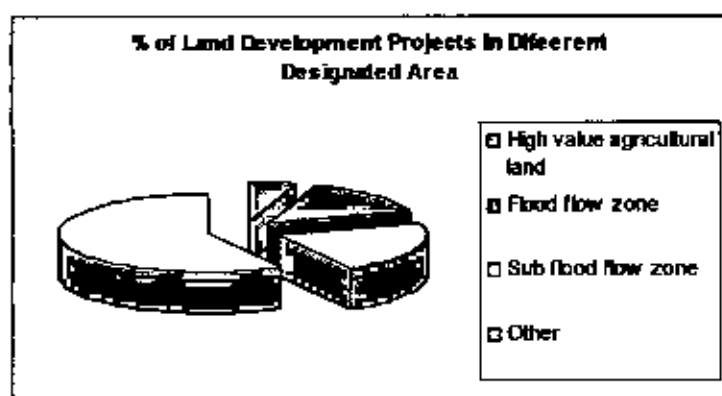 % of Land Development Projects in Difeerent
Designated Area
High value agricultural
land
Flood flow zone
Sub flood flow zone
Other